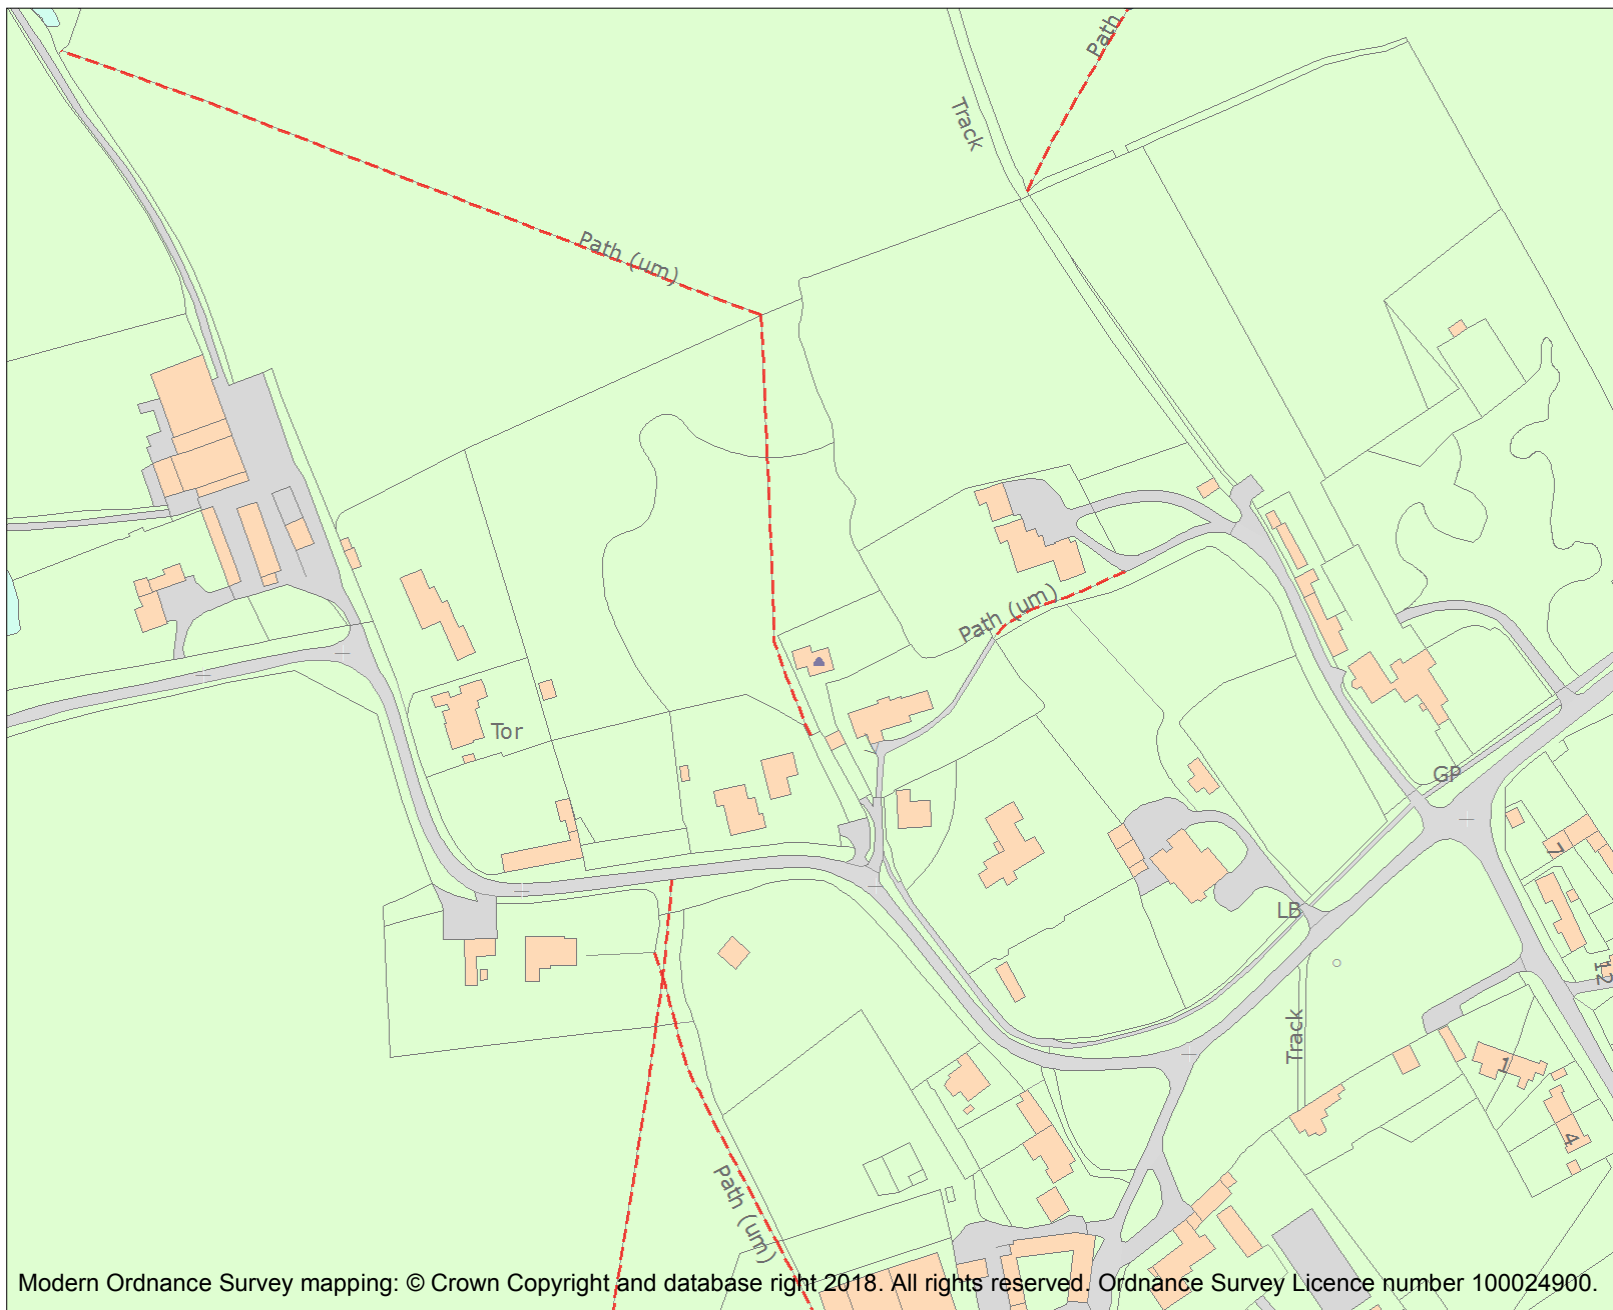 Path
Track
Path (um)
Path (um)
Tor
GP
7
LB
12
Track
1
4
Path (um)
Modern Ordnance Survey mapping: © Crown Copyright and database right 2018. All rights reserved. Ordnance Survey Licence number 100024900.